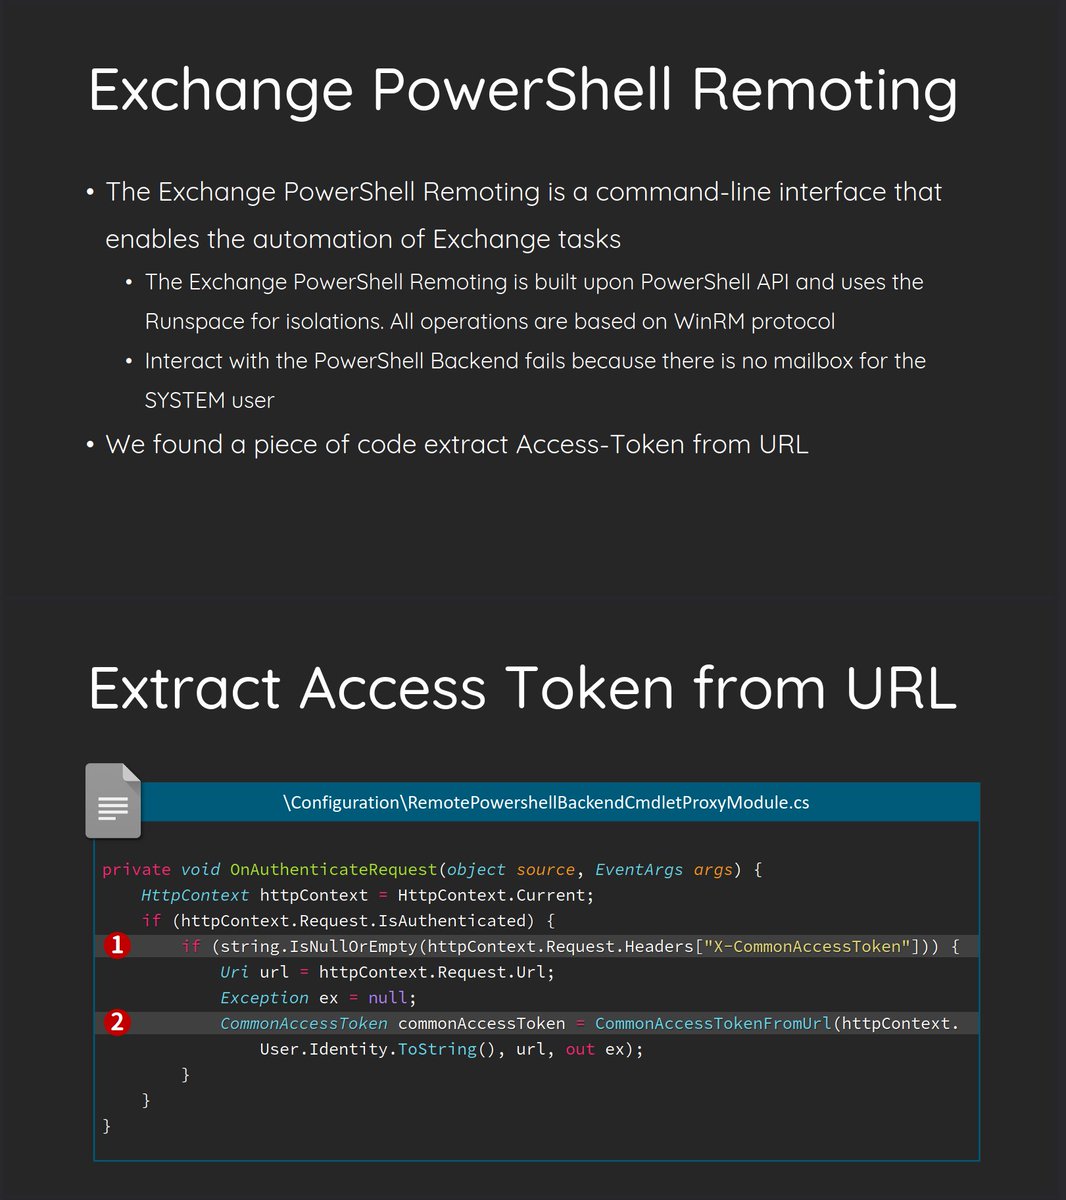 Exchange PowerShell Remoting
• The Exchange PowerShell Remoting is a command-line interface that
enables the automation of Exchange tasks
• The Exchange PowerShell Remoting is built upon PowerShell API and uses the
Runspace for isolations. All operations are based on WinRM protocol
• Interact with the PowerShell Backend fails because there is no mailbox for the
SYSTEM user
• We found a piece of code extract Access-Token from URL
Extract Access Token from URL
\Configuration\RemotePowershellBackendCmdletProxyModule.cs
private void OnAuthenticateRequest(object source, EventArgs args) {
HttpContext httpContext = HttpContext.Current;
if (httpContext.Request.IsAuthenticated) {
1 if (string.IsNullOrEmpty(httpContext.Request.Headers["X-CommonAccessToken"])) {
Uri url = httpContext.Request.Url;
Exception ex = null;
2 CommonAccessToken commonAccessToken = CommonAccessTokenFromUrl(httpContext.
User.Identity.ToString(), url, out ex);
}
}
}